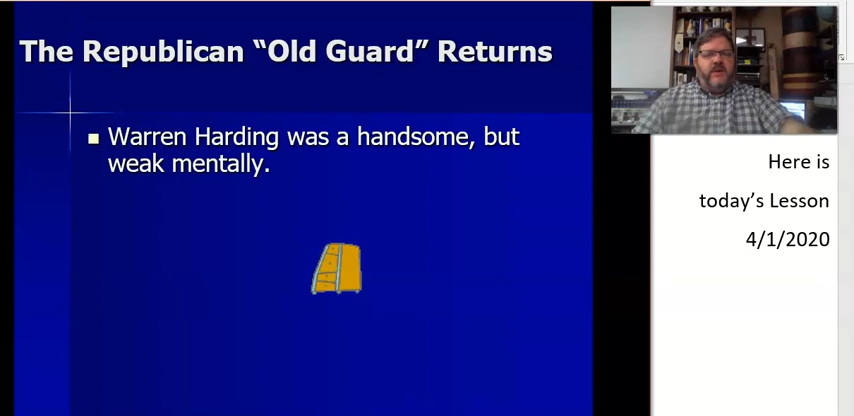 The Republican “Old Guard” Returns
Warren Harding was a handsome, but
weak mentally.
Here is
today’s Lesson
4/1/2020